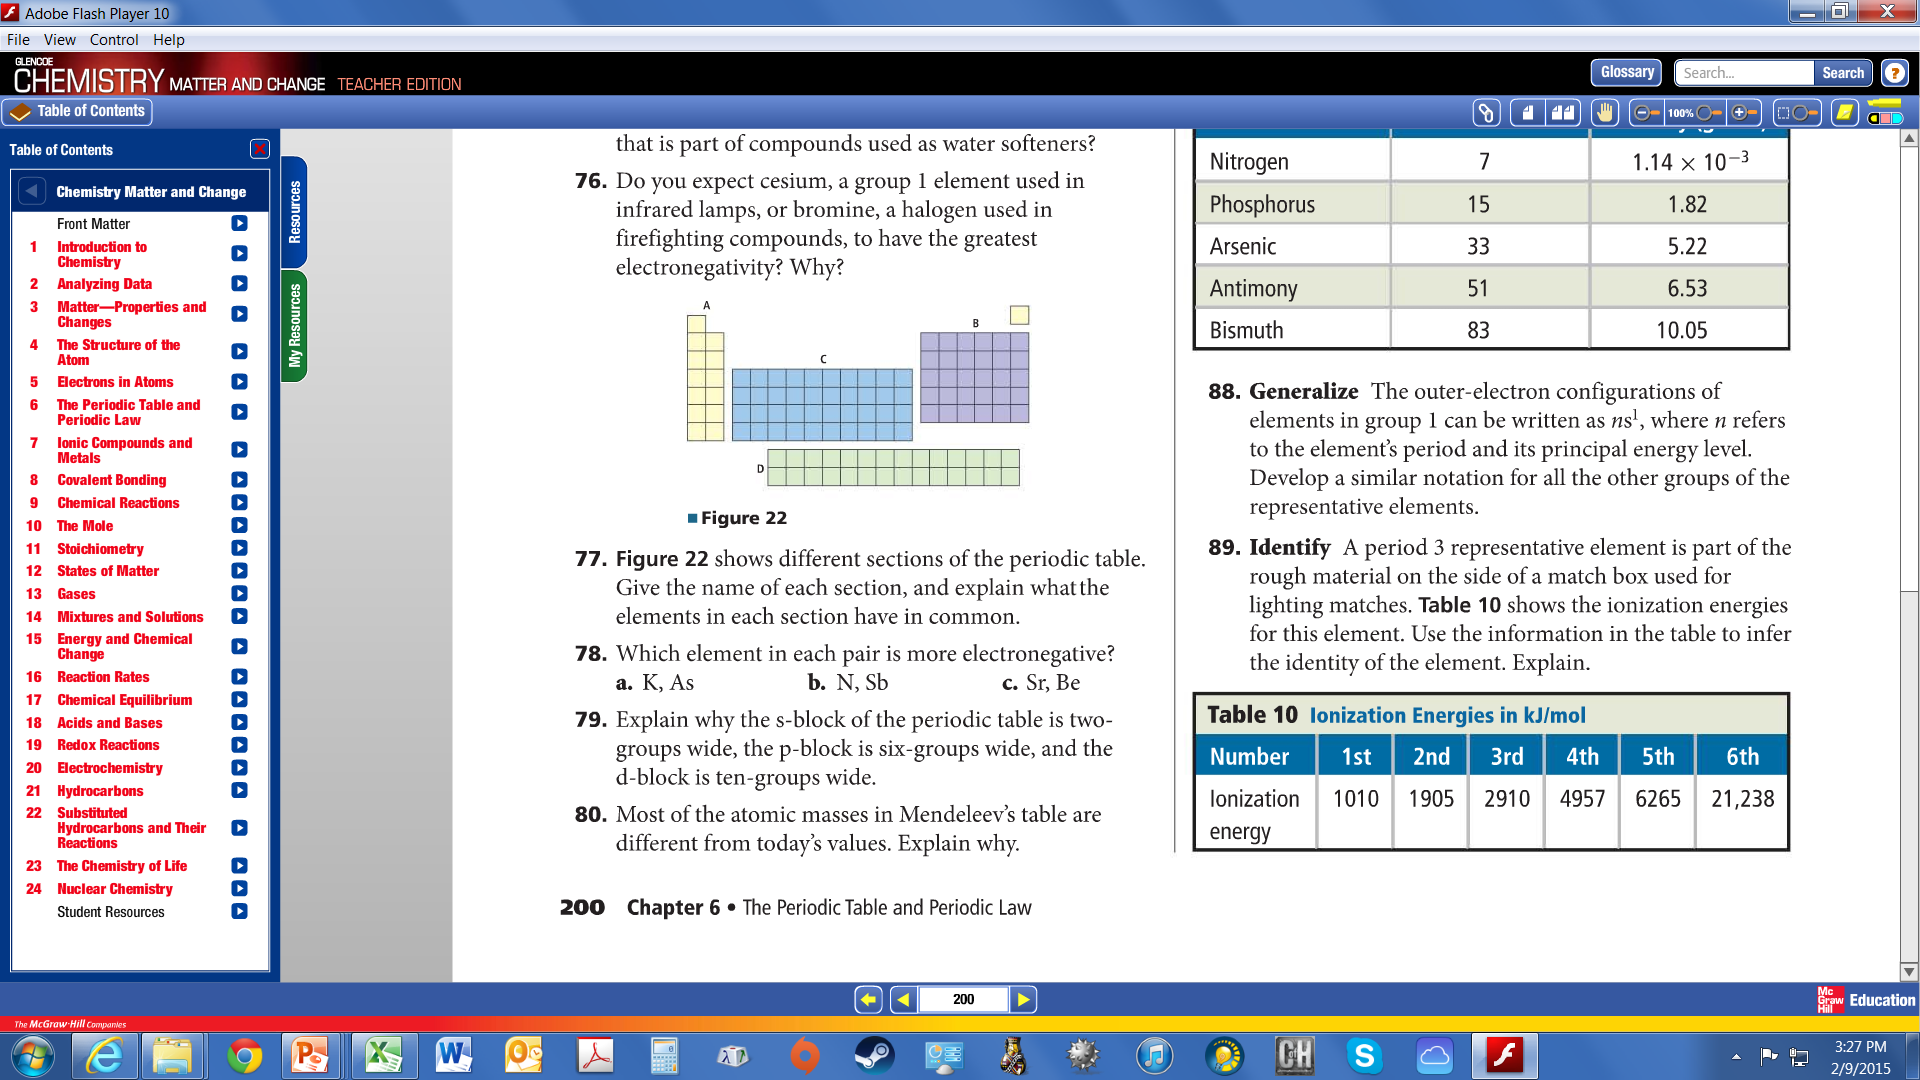 Adobe Flash Player 10
File View Control Help
GLENCOE
CHEMISTRY MATTER AND CHANGE TEACHER EDITION
Glossary
Search...
Search
?
Table of Contents
100%
Table of Contents
Chemistry Matter and Change
Front Matter
1 Introduction to
Chemistry
2 Analyzing Data
3 Matter—Properties and
Changes
4 The Structure of the
Atom
5 Electrons in Atoms
6 The Periodic Table and
Periodic Law
7 Ionic Compounds and
Metals
8 Covalent Bonding
9 Chemical Reactions
10 The Mole
11 Stoichiometry
12 States of Matter
13 Gases
14 Mixtures and Solutions
15 Energy and Chemical
Change
16 Reaction Rates
17 Chemical Equilibrium
18 Acids and Bases
19 Redox Reactions
20 Electrochemistry
21 Hydrocarbons
22 Substituted
Hydrocarbons and Their
Reactions
23 The Chemistry of Life
24 Nuclear Chemistry
Student Resources
Resources
My Resources
that is part of compounds used as water softeners?
76. Do you expect cesium, a group 1 element used in
infrared lamps, or bromine, a halogen used in
firefighting compounds, to have the greatest
electronegativity? Why?
A
B
C
D
Figure 22
77. Figure 22 shows different sections of the periodic table.
Give the name of each section, and explain what the
elements in each section have in common.
78. Which element in each pair is more electronegative?
a. K, As b. N, Sb c. Sr, Be
79. Explain why the s-block of the periodic table is two-
groups wide, the p-block is six-groups wide, and the
d-block is ten-groups wide.
80. Most of the atomic masses in Mendeleev's table are
different from today's values. Explain why.
200 Chapter 6 • The Periodic Table and Periodic Law
Nitrogen 7 1.14 × 10⁻³
Phosphorus 15 1.82
Arsenic 33 5.22
Antimony 51 6.53
Bismuth 83 10.05
88. Generalize The outer-electron configurations of
elements in group 1 can be written as ns¹, where n refers
to the element's period and its principal energy level.
Develop a similar notation for all the other groups of the
representative elements.
89. Identify A period 3 representative element is part of the
rough material on the side of a match box used for
lighting matches. Table 10 shows the ionization energies
for this element. Use the information in the table to infer
the identity of the element. Explain.
Table 10 Ionization Energies in kJ/mol
Number 1st 2nd 3rd 4th 5th 6th
Ionization 1010 1905 2910 4957 6265 21,238
energy
200
Mc
Graw
Hill Education
The McGraw-Hill Companies
3:27 PM
2/9/2015